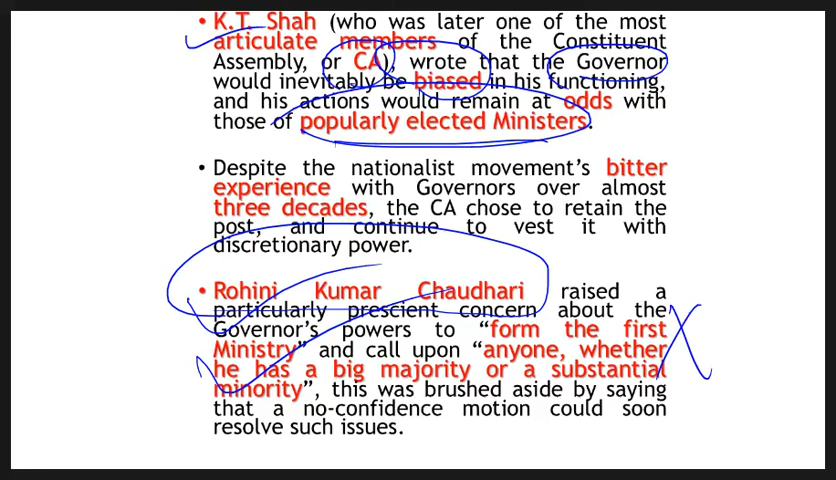 • K.T. Shah (who was later one of the most
articulate members of the Constituent
Assembly, or CA), wrote that the Governor
would inevitably be biased in his functioning,
and his actions would remain at odds with
those of popularly elected Ministers.
• Despite the nationalist movement’s bitter
experience with Governors over almost
three decades, the CA chose to retain the
post, and continue to vest it with
discretionary power.
• Rohini Kumar Chaudhari raised a
particularly prescient concern about the
Governor’s powers to “form the first
Ministry” and call upon “anyone, whether
he has a big majority or a substantial
minority”, this was brushed aside by saying
that a no-confidence motion could soon
resolve such issues.